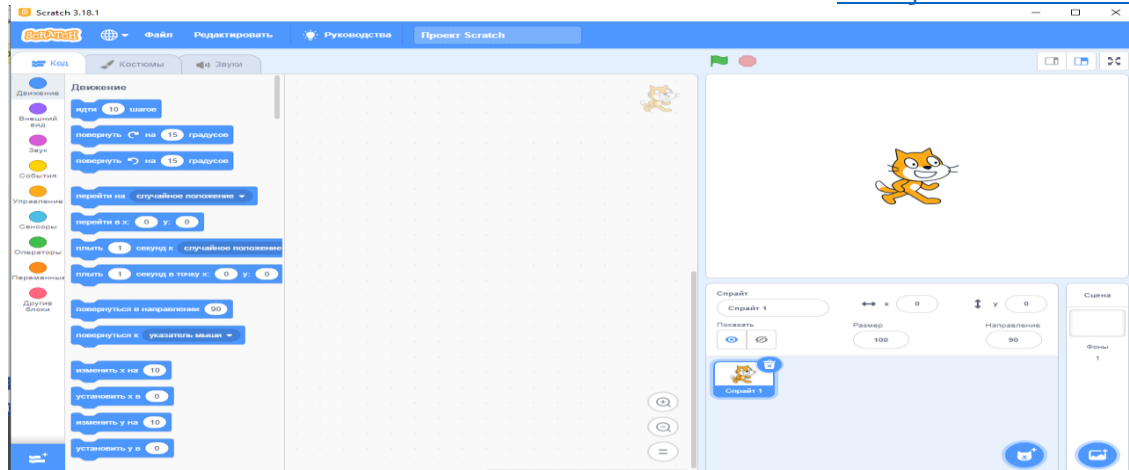 Scratch 3.18.1
SCRATCH Файл Редактировать Руководства Проект Scratch
Код Костюмы Звуки
Движение
Внешний вид
Звук
События
Управление
Сенсоры
Операторы
Переменные
Другие блоки
Движение
идти 10 шагов
повернуть на 15 градусов
повернуть на 15 градусов
перейти на случайное положение
перейти в x: 0 y: 0
плыть 1 секунд к случайное положение
плыть 1 секунд в точку x: 0 y: 0
повернуться в направлении 90
повернуться к указатель мыши
изменить x на 10
установить x в 0
изменить y на 10
установить y в 0
Спрайт
Спрайт 1 x 0 y 0
Показать Размер Направление
100 90
Спрайт 1
Сцена
Фоны
1